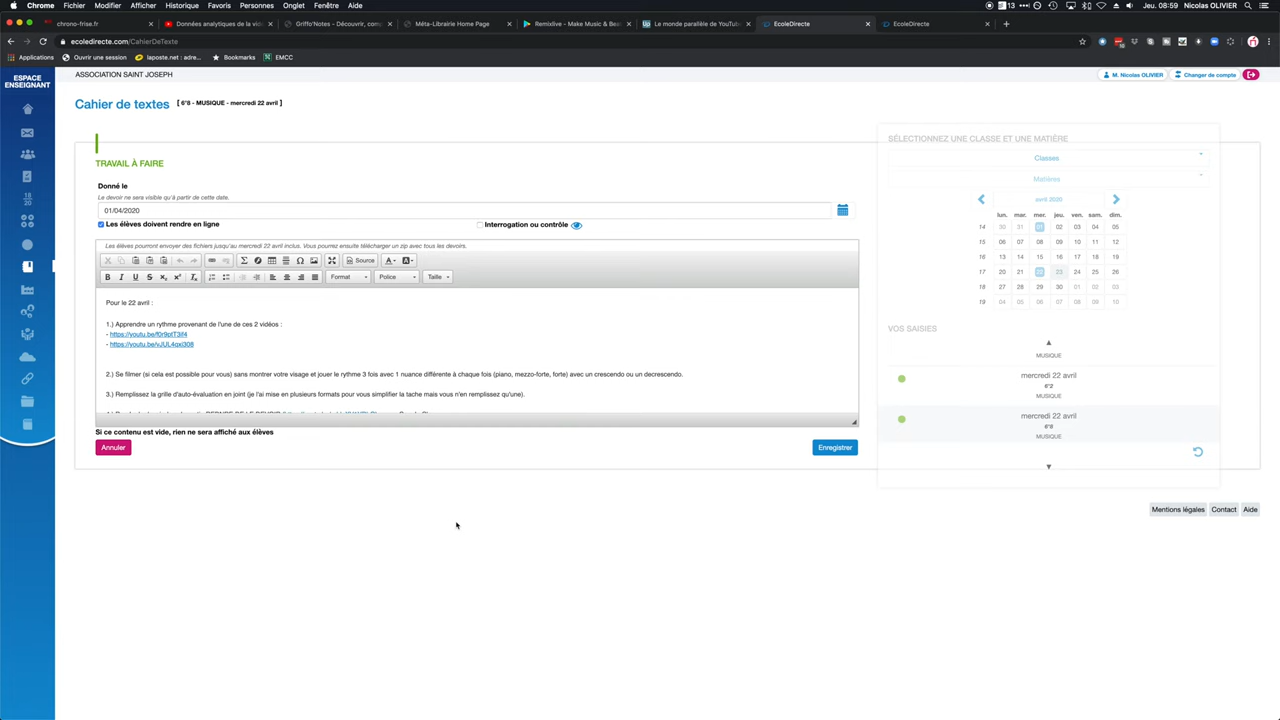 Chrome Fichier Modifier Afficher Historique Favoris Personnes Onglet Fenêtre Aide
13 Jeu. 08:59 Nicolas OLIVIER
chrono-frise.fr
Données analytiques de la vid
Griffo'Notes - Découvrir, comp
Méta-Librairie Home Page
Remixlive - Make Music & Bea
Le monde parallèle de YouTube
EcoleDirecte
EcoleDirecte
ecoledirecte.com/CahierDeTexte
Applications Ouvrir une session laposte.net : adre... Bookmarks EMCC
ESPACE
ENSEIGNANT
ASSOCIATION SAINT JOSEPH
M. Nicolas OLIVIER Changer de compte
Cahier de textes [ 6°8 - MUSIQUE - mercredi 22 avril ]
TRAVAIL À FAIRE
Donné le
Le devoir ne sera visible qu'à partir de cette date.
01/04/2020
Les élèves doivent rendre en ligne
Interrogation ou contrôle
Les élèves pourront envoyer des fichiers jusqu'au mercredi 22 avril inclus. Vous pourrez ensuite télécharger un zip avec tous les devoirs.
Source
Format Police Taille
Pour le 22 avril :
1.) Apprendre un rythme provenant de l'une de ces 2 vidéos :
2.) Se filmer (si cela est possible pour vous) sans montrer votre visage et jouer le rythme 3 fois avec 1 nuance différente à chaque fois (piano, mezzo-forte, forte) avec un crescendo ou un decrescendo.
3.) Remplissez la grille d'auto-évaluation en joint (je l'ai mise en plusieurs formats pour vous simplifier la tache mais vous n'en remplissez qu'une).
Si ce contenu est vide, rien ne sera affiché aux élèves
Annuler
Enregistrer
SÉLECTIONNEZ UNE CLASSE ET UNE MATIÈRE
Classes
Matières
avril 2020
lun. mar. mer. jeu. ven. sam. dim.
14 30 31 01 02 03 04 05
15 06 07 08 09 10 11 12
16 13 14 15 16 17 18 19
17 20 21 22 23 24 25 26
18 27 28 29 30 01 02 03
19 04 05 06 07 08 09 10
VOS SAISIES
MUSIQUE
mercredi 22 avril
6°2
MUSIQUE
mercredi 22 avril
6°8
MUSIQUE
Mentions légales Contact Aide